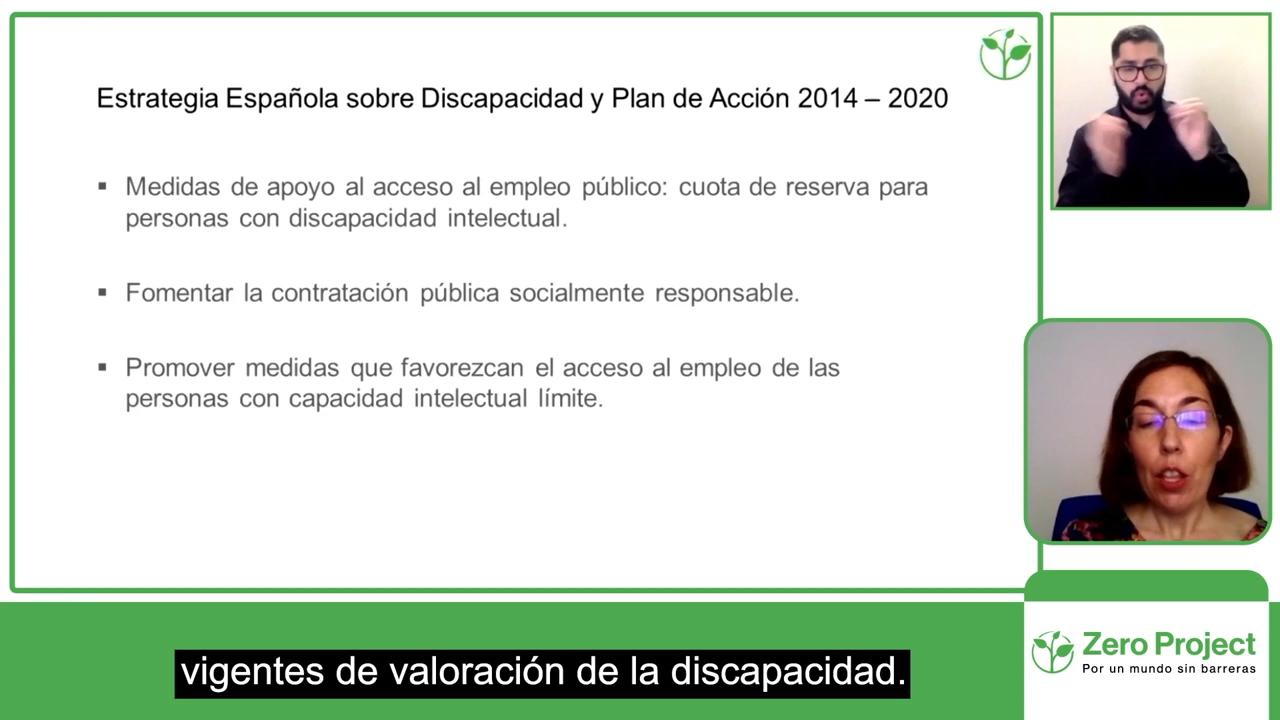 Estrategia Española sobre Discapacidad y Plan de Acción 2014 – 2020
▪ Medidas de apoyo al acceso al empleo público: cuota de reserva para
personas con discapacidad intelectual.
▪ Fomentar la contratación pública socialmente responsable.
▪ Promover medidas que favorezcan el acceso al empleo de las
personas con capacidad intelectual límite.
vigentes de valoración de la discapacidad.
Zero Project
Por un mundo sin barreras